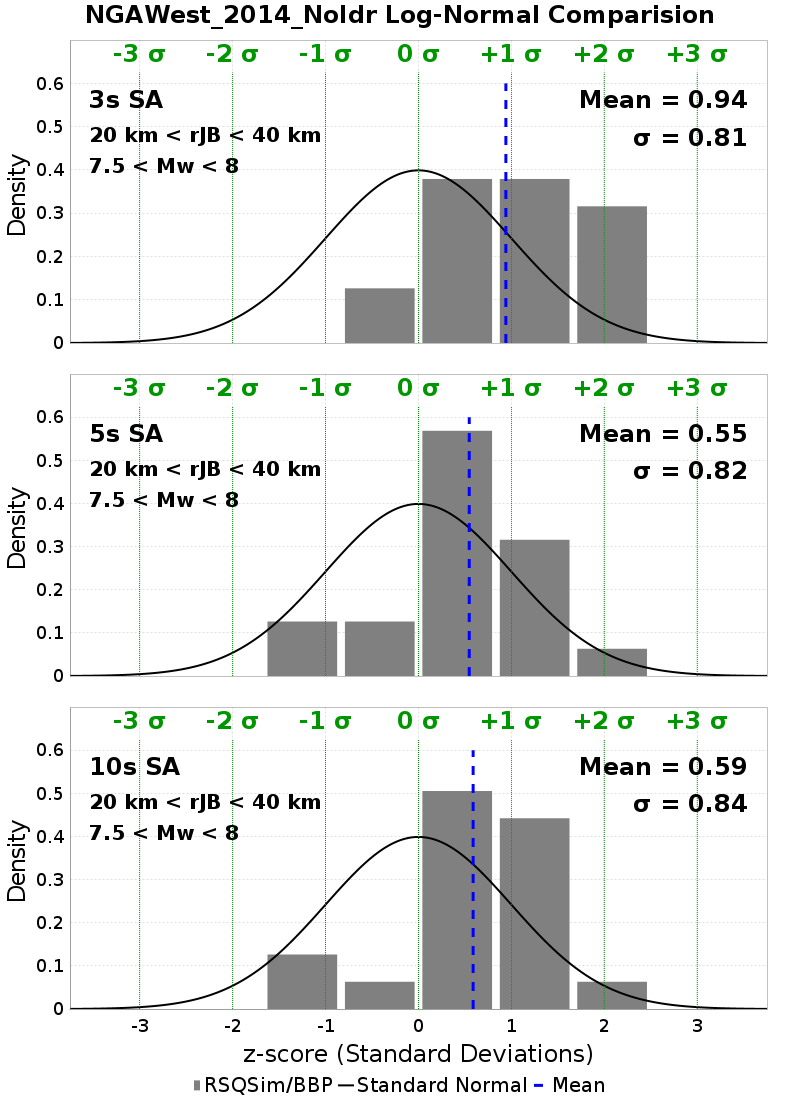 NGAWest_2014_NoIdr Log-Normal Comparision
-3 σ -2 σ -1 σ 0 σ +1 σ +2 σ +3 σ
3s SA
20 km < rJB < 40 km
7.5 < Mw < 8
Mean = 0.94
σ = 0.81
Density
0.6
0.5
0.4
0.3
0.2
0.1
0
-3 σ -2 σ -1 σ 0 σ +1 σ +2 σ +3 σ
5s SA
20 km < rJB < 40 km
7.5 < Mw < 8
Mean = 0.55
σ = 0.82
Density
0.6
0.5
0.4
0.3
0.2
0.1
0
-3 σ -2 σ -1 σ 0 σ +1 σ +2 σ +3 σ
10s SA
20 km < rJB < 40 km
7.5 < Mw < 8
Mean = 0.59
σ = 0.84
Density
0.6
0.5
0.4
0.3
0.2
0.1
0
-3 -2 -1 0 1 2 3
z-score (Standard Deviations)
RSQSim/BBP Standard Normal Mean